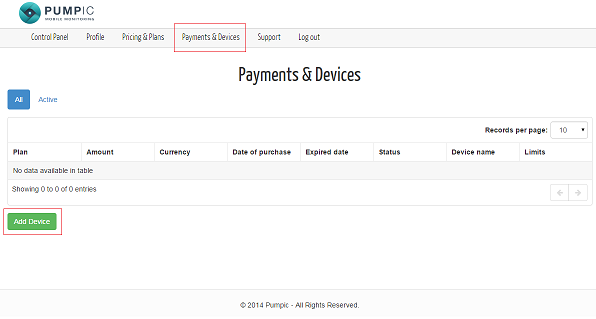 PUMPIC
MOBILE MONITORING
Control Panel Profile Pricing & Plans Payments & Devices Support Log out
Payments & Devices
All Active
Records per page: 10
Plan Amount Currency Date of purchase Expired date Status Device name Limits
No data available in table
Showing 0 to 0 of 0 entries
Add Device
© 2014 Pumpic - All Rights Reserved.